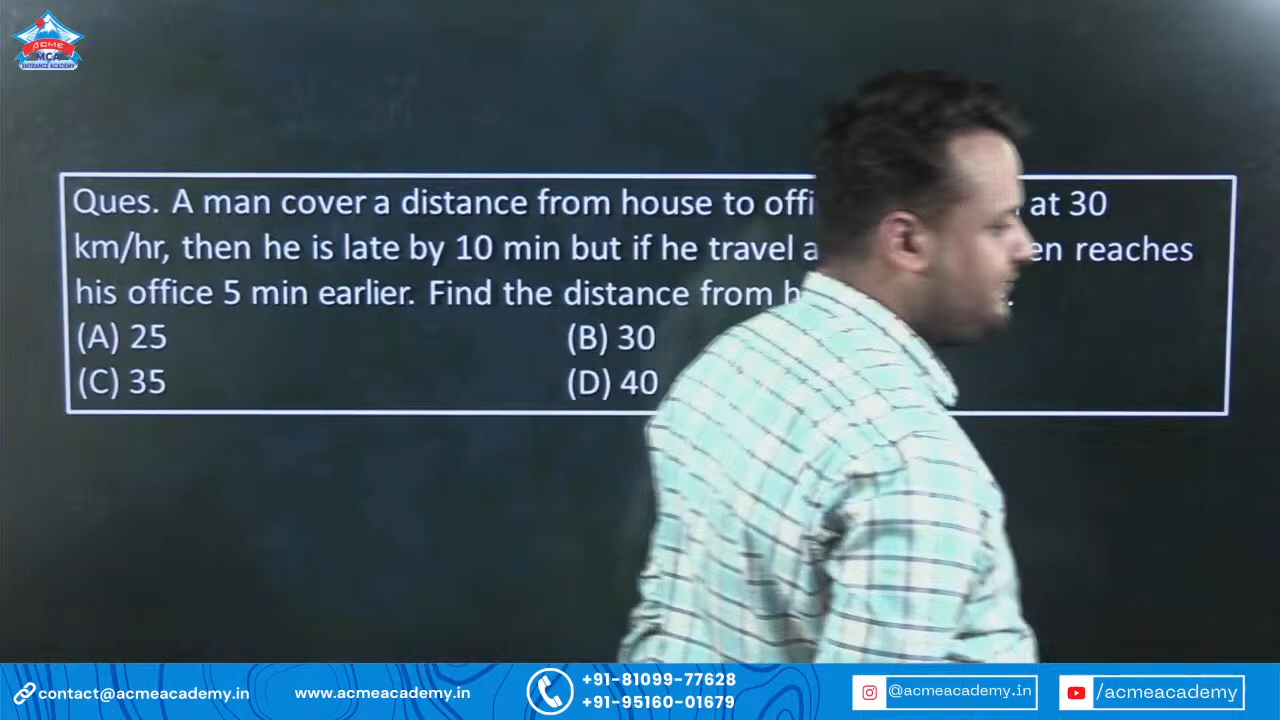 ACME
MCA
ENTRANCE ACADEMY
Ques. A man cover a distance from house to offi at 30
km/hr, then he is late by 10 min but if he travel a en reaches
his office 5 min earlier. Find the distance from h .
(A) 25 (B) 30
(C) 35 (D) 40
contact@acmeacademy.in www.acmeacademy.in +91-81099-77628 @acmeacademy.in /acmeacademy
+91-95160-01679